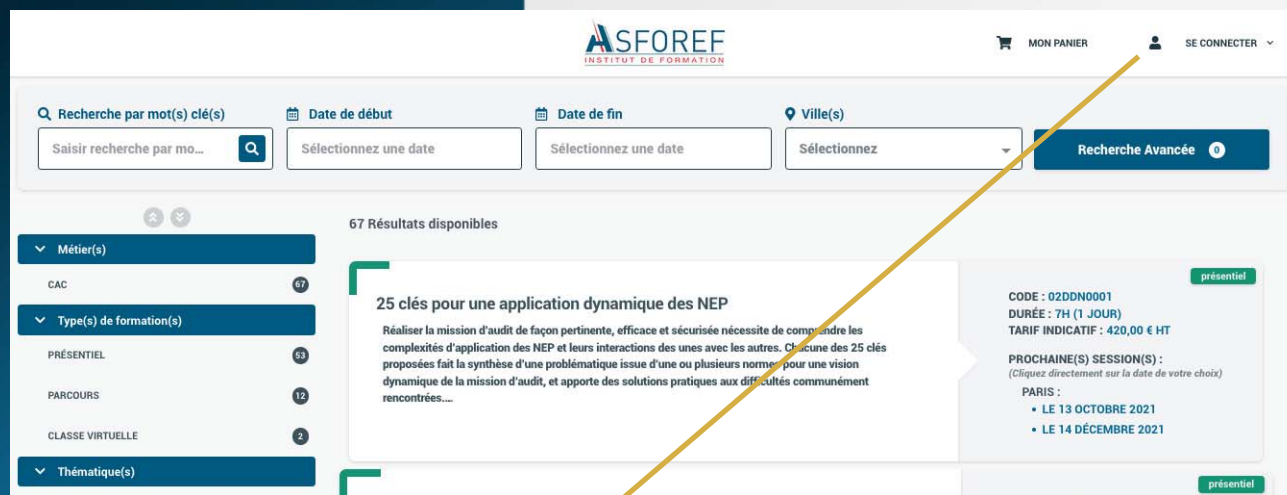 ASFOREF
INSTITUT DE FORMATION
MON PANIER
SE CONNECTER
Recherche par mot(s) clé(s)
Date de début
Date de fin
Ville(s)
Saisir recherche par mo...
Sélectionnez une date
Sélectionnez une date
Sélectionnez
Recherche Avancée 0
67 Résultats disponibles
Métier(s)
CAC 67
Type(s) de formation(s)
PRÉSENTIEL 53
PARCOURS 12
CLASSE VIRTUELLE 2
Thématique(s)
25 clés pour une application dynamique des NEP
Réaliser la mission d'audit de façon pertinente, efficace et sécurisée nécessite de comprendre les
complexités d'application des NEP et leurs interactions des unes avec les autres. Chacune des 25 clés
proposées fait la synthèse d'une problématique issue d'une ou plusieurs normes pour une vision
dynamique de la mission d'audit, et apporte des solutions pratiques aux difficultés communément
rencontrées....
présentiel
CODE : 02DDN0001
DURÉE : 7H (1 JOUR)
TARIF INDICATIF : 420,00 € HT
PROCHAINE(S) SESSION(S) :
(Cliquez directement sur la date de votre choix)
PARIS :
• LE 13 OCTOBRE 2021
• LE 14 DÉCEMBRE 2021
présentiel